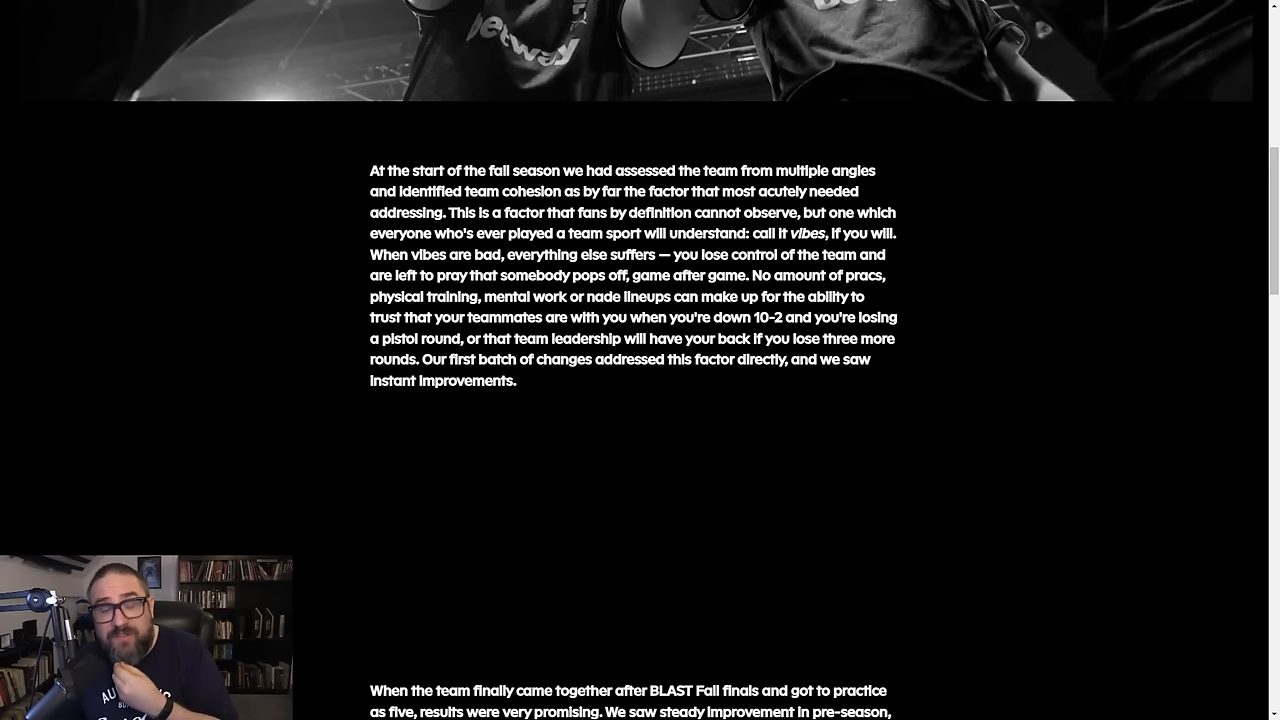 betway
At the start of the fall season we had assessed the team from multiple angles
and identified team cohesion as by far the factor that most acutely needed
addressing. This is a factor that fans by definition cannot observe, but one which
everyone who's ever played a team sport will understand: call it vibes, if you will.
When vibes are bad, everything else suffers — you lose control of the team and
are left to pray that somebody pops off, game after game. No amount of pracs,
physical training, mental work or nade lineups can make up for the ability to
trust that your teammates are with you when you're down 10-2 and you're losing
a pistol round, or that team leadership will have your back if you lose three more
rounds. Our first batch of changes addressed this factor directly, and we saw
instant improvements.
When the team finally came together after BLAST Fall finals and got to practice
as five, results were very promising. We saw steady improvement in pre-season,